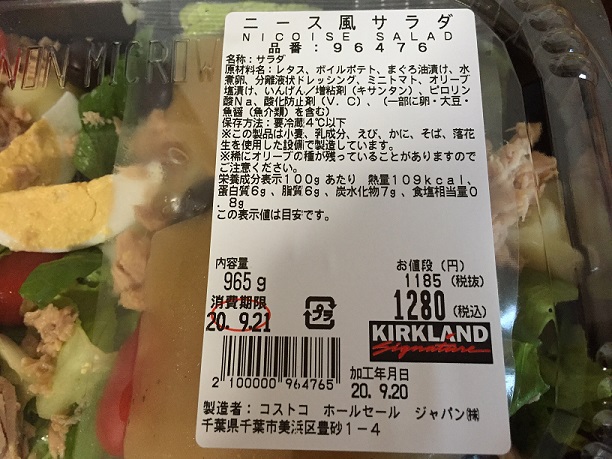 NON MICROW
ニース風サラダ
NICOISE SALAD
品番:96476
名称:サラダ
原材料名:レタス、ボイルポテト、まぐろ油漬け、水
煮卵、分離液状ドレッシング、ミニトマト、オリーブ
塩漬け、いんげん/増粘剤(キサンタン)、ピロリン
酸Na、酸化防止剤(V.C)、(一部に卵・大豆・
魚醤(魚介類)を含む)
保存方法:要冷蔵4℃以下
※この製品は小麦、乳成分、えび、かに、そば、落花
生を使用した設備で製造しています。
※稀にオリーブの種が残っていることがありますので
ご注意ください。
栄養成分表示100gあたり 熱量109kcal、
蛋白質6g、脂質6g、炭水化物7g、食塩相当量0
.8g
この表示値は目安です。
内容量 お値段(円)
965g 1185(税抜)
消費期限 1280(税込)
20.9.21 プラ KIRKLAND
Signature
加工年月日
2 100000 964765 20.9.20
製造者:コストコ ホールセール ジャパン㈱
千葉県千葉市美浜区豊砂1-4